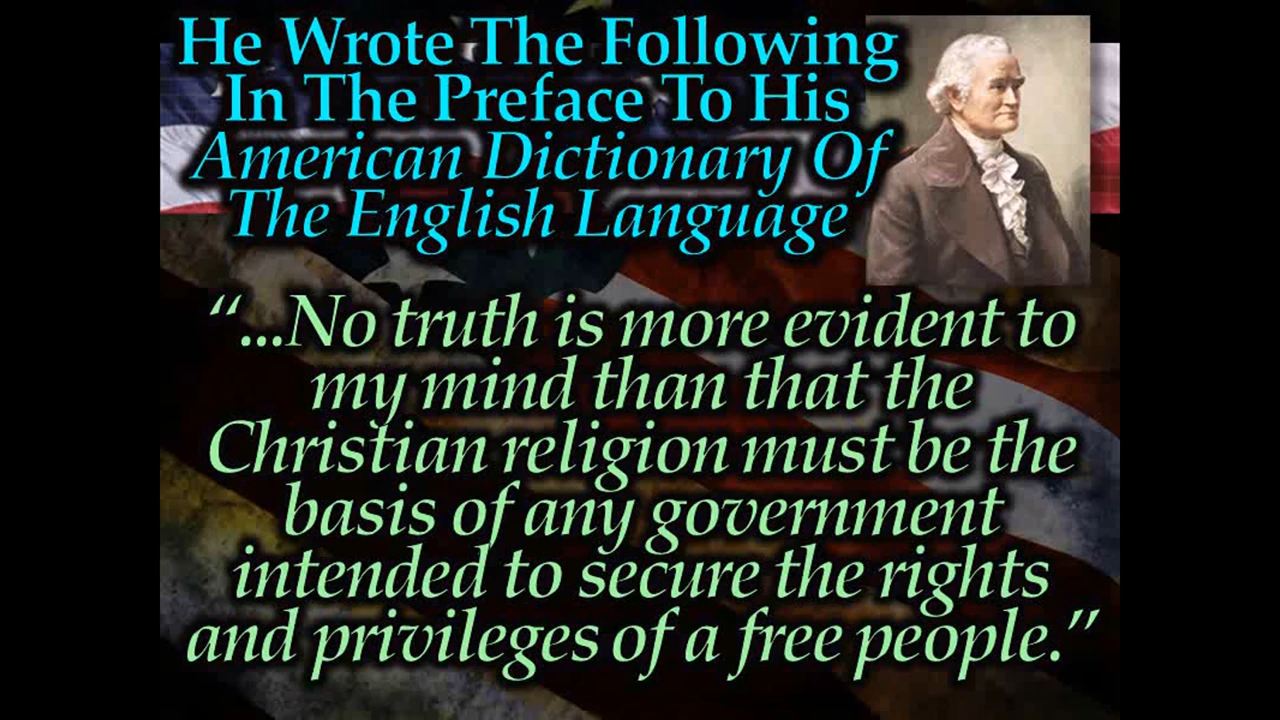 He Wrote The Following
In The Preface To His
American Dictionary Of
The English Language
“...No truth is more evident to
my mind than that the
Christian religion must be the
basis of any government
intended to secure the rights
and privileges of a free people.”